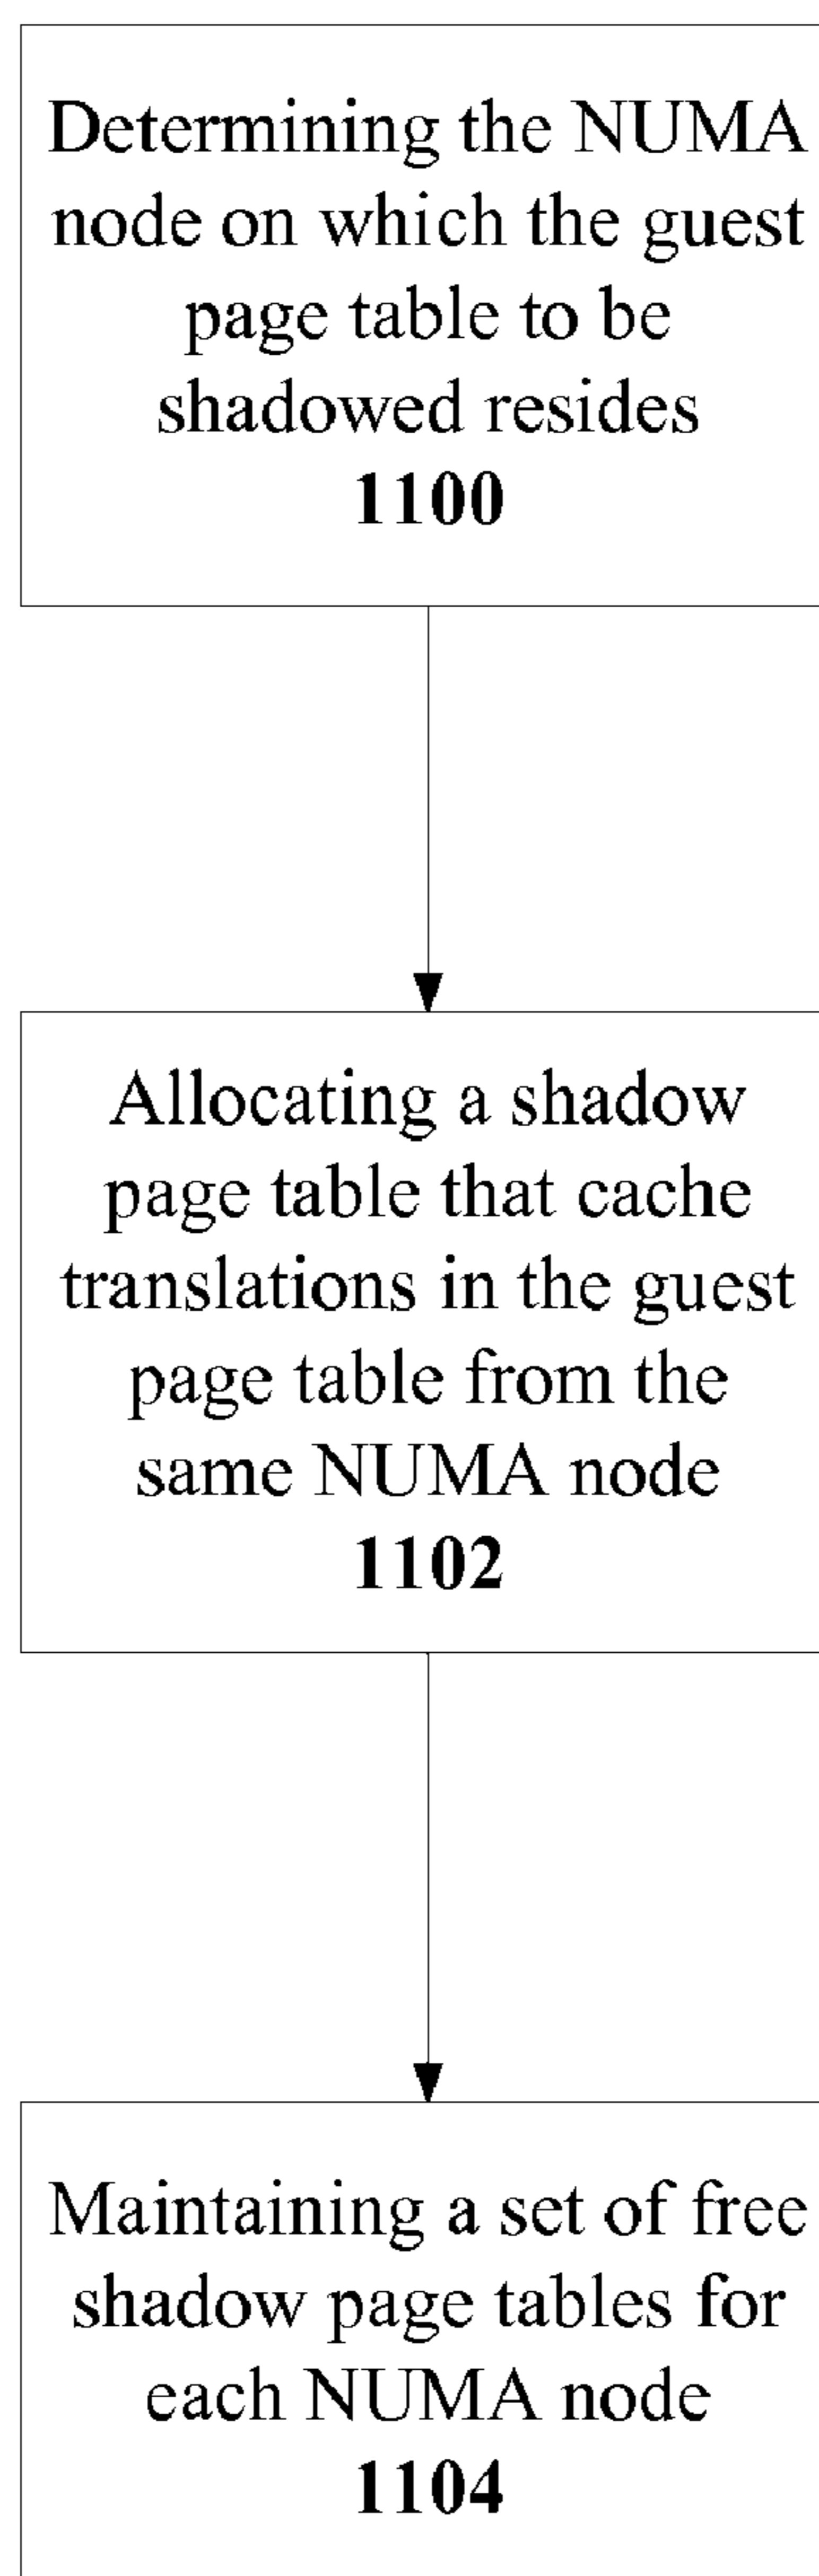 Determining the NUMA
node on which the guest
page table to be
shadowed resides
1100
Allocating a shadow
page table that cache
translations in the guest
page table from the
same NUMA node
1102
Maintaining a set of free
shadow page tables for
each NUMA node
1104